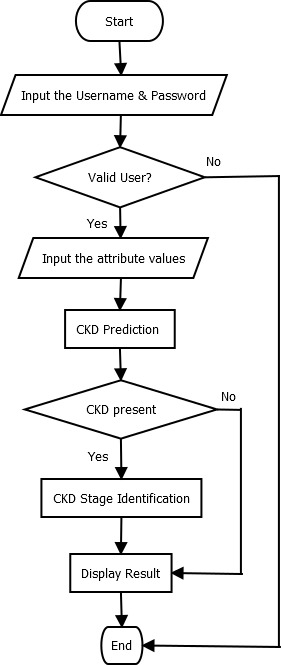 Start
Input the Username & Password
Valid User?
No
Yes
Input the attribute values
CKD Prediction
CKD present
No
Yes
CKD Stage Identification
Display Result
End